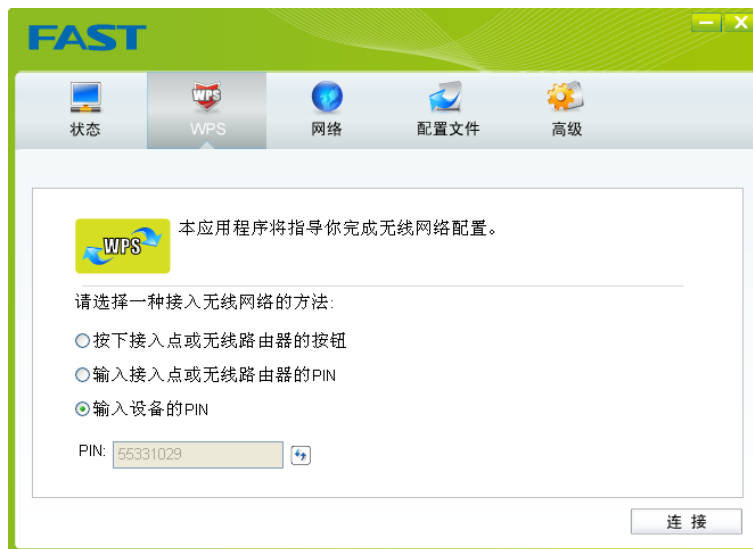 FAST
状态
WPS
WPS
网络
配置文件
高级
WPS
本应用程序将指导你完成无线网络配置。
请选择一种接入无线网络的方法:
按下接入点或无线路由器的按钮
输入接入点或无线路由器的PIN
输入设备的PIN
PIN: 55331029
连 接